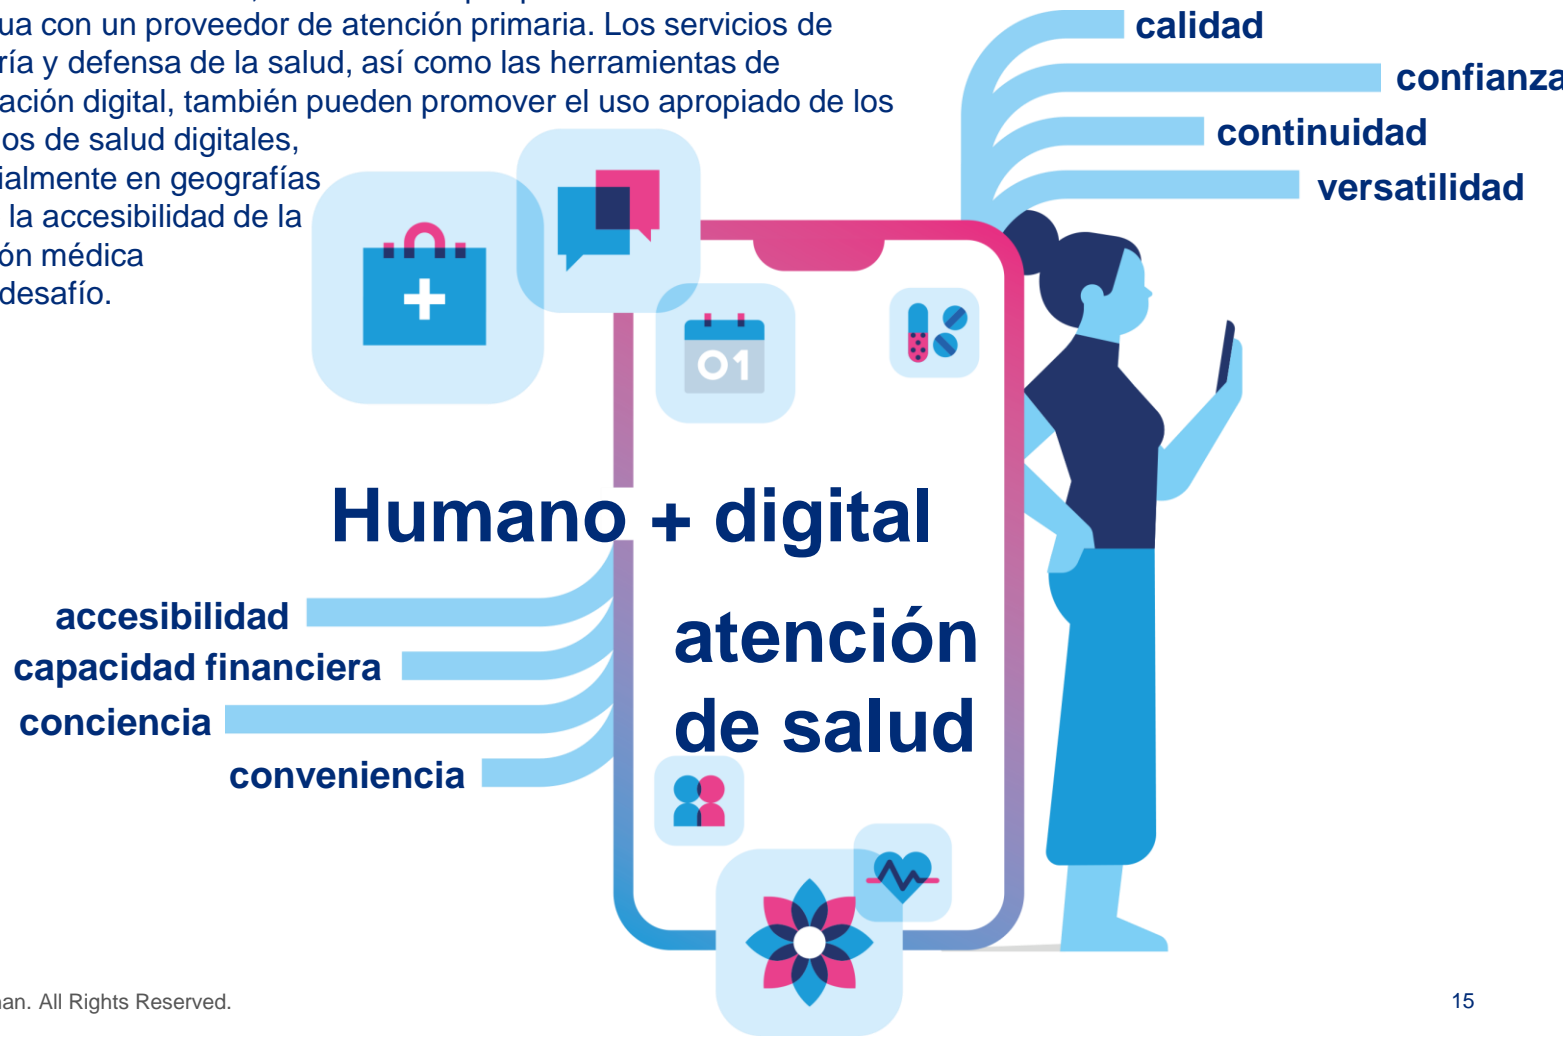 ua con un proveedor de atención primaria. Los servicios de
ría y defensa de la salud, así como las herramientas de
ación digital, también pueden promover el uso apropiado de los
os de salud digitales,
ialmente en geografías
la accesibilidad de la
ón médica
desafío.
calidad
confianza
continuidad
versatilidad
01
Humano + digital
atención
de salud
accesibilidad
capacidad financiera
conciencia
conveniencia
an. All Rights Reserved.
15